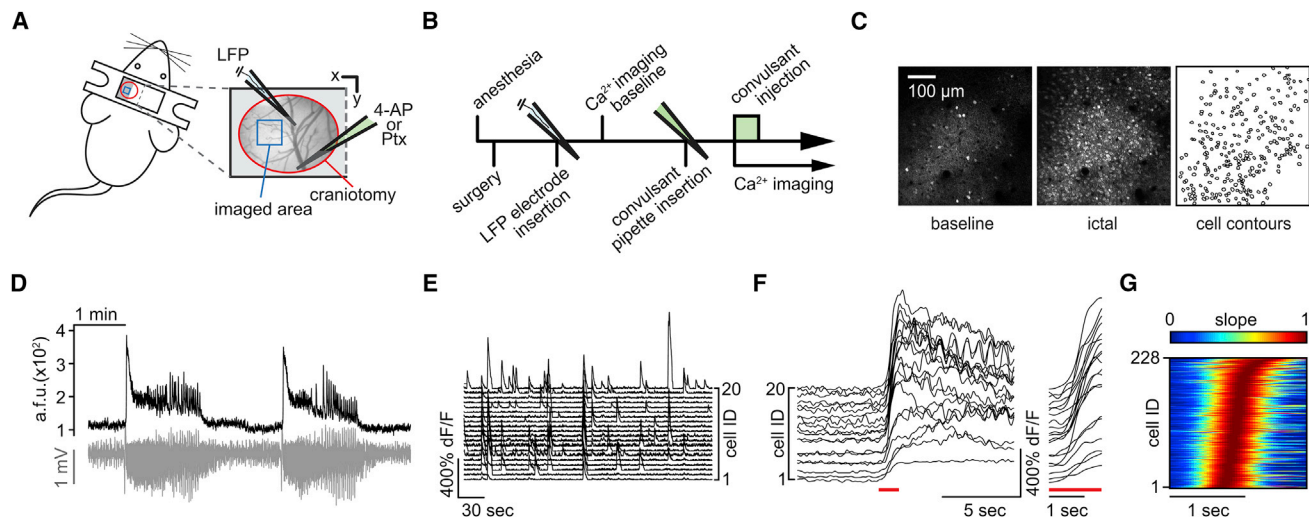 A
LFP
x
y
4-AP
or
Ptx
craniotomy
imaged area
B
anesthesia
surgery
LFP electrode
insertion
Ca2+ imaging
baseline
convulsant
pipette insertion
convulsant
injection
Ca2+ imaging
C
100 µm
baseline
ictal
cell contours
D
1 min
a.f.u.(x10²)
4
3
2
1
1 mV
E
400% dF/F
30 sec
20
cell ID
1
F
20
cell ID
1
5 sec
400% dF/F
1 sec
G
0
slope
1
228
cell ID
1
1 sec